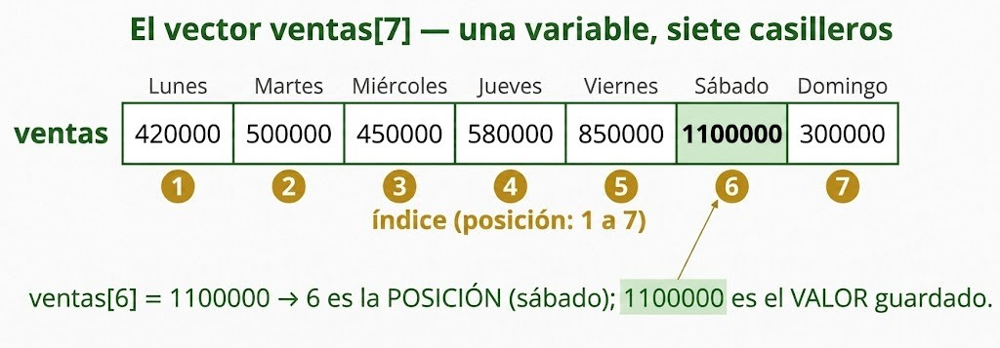 El vector ventas[7] — una variable, siete casilleros
Lunes Martes Miércoles Jueves Viernes Sábado Domingo
ventas 420000 500000 450000 580000 850000 1100000 300000
1 2 3 4 5 6 7
índice (posición: 1 a 7)
ventas[6] = 1100000 → 6 es la POSICIÓN (sábado); 1100000 es el VALOR guardado.